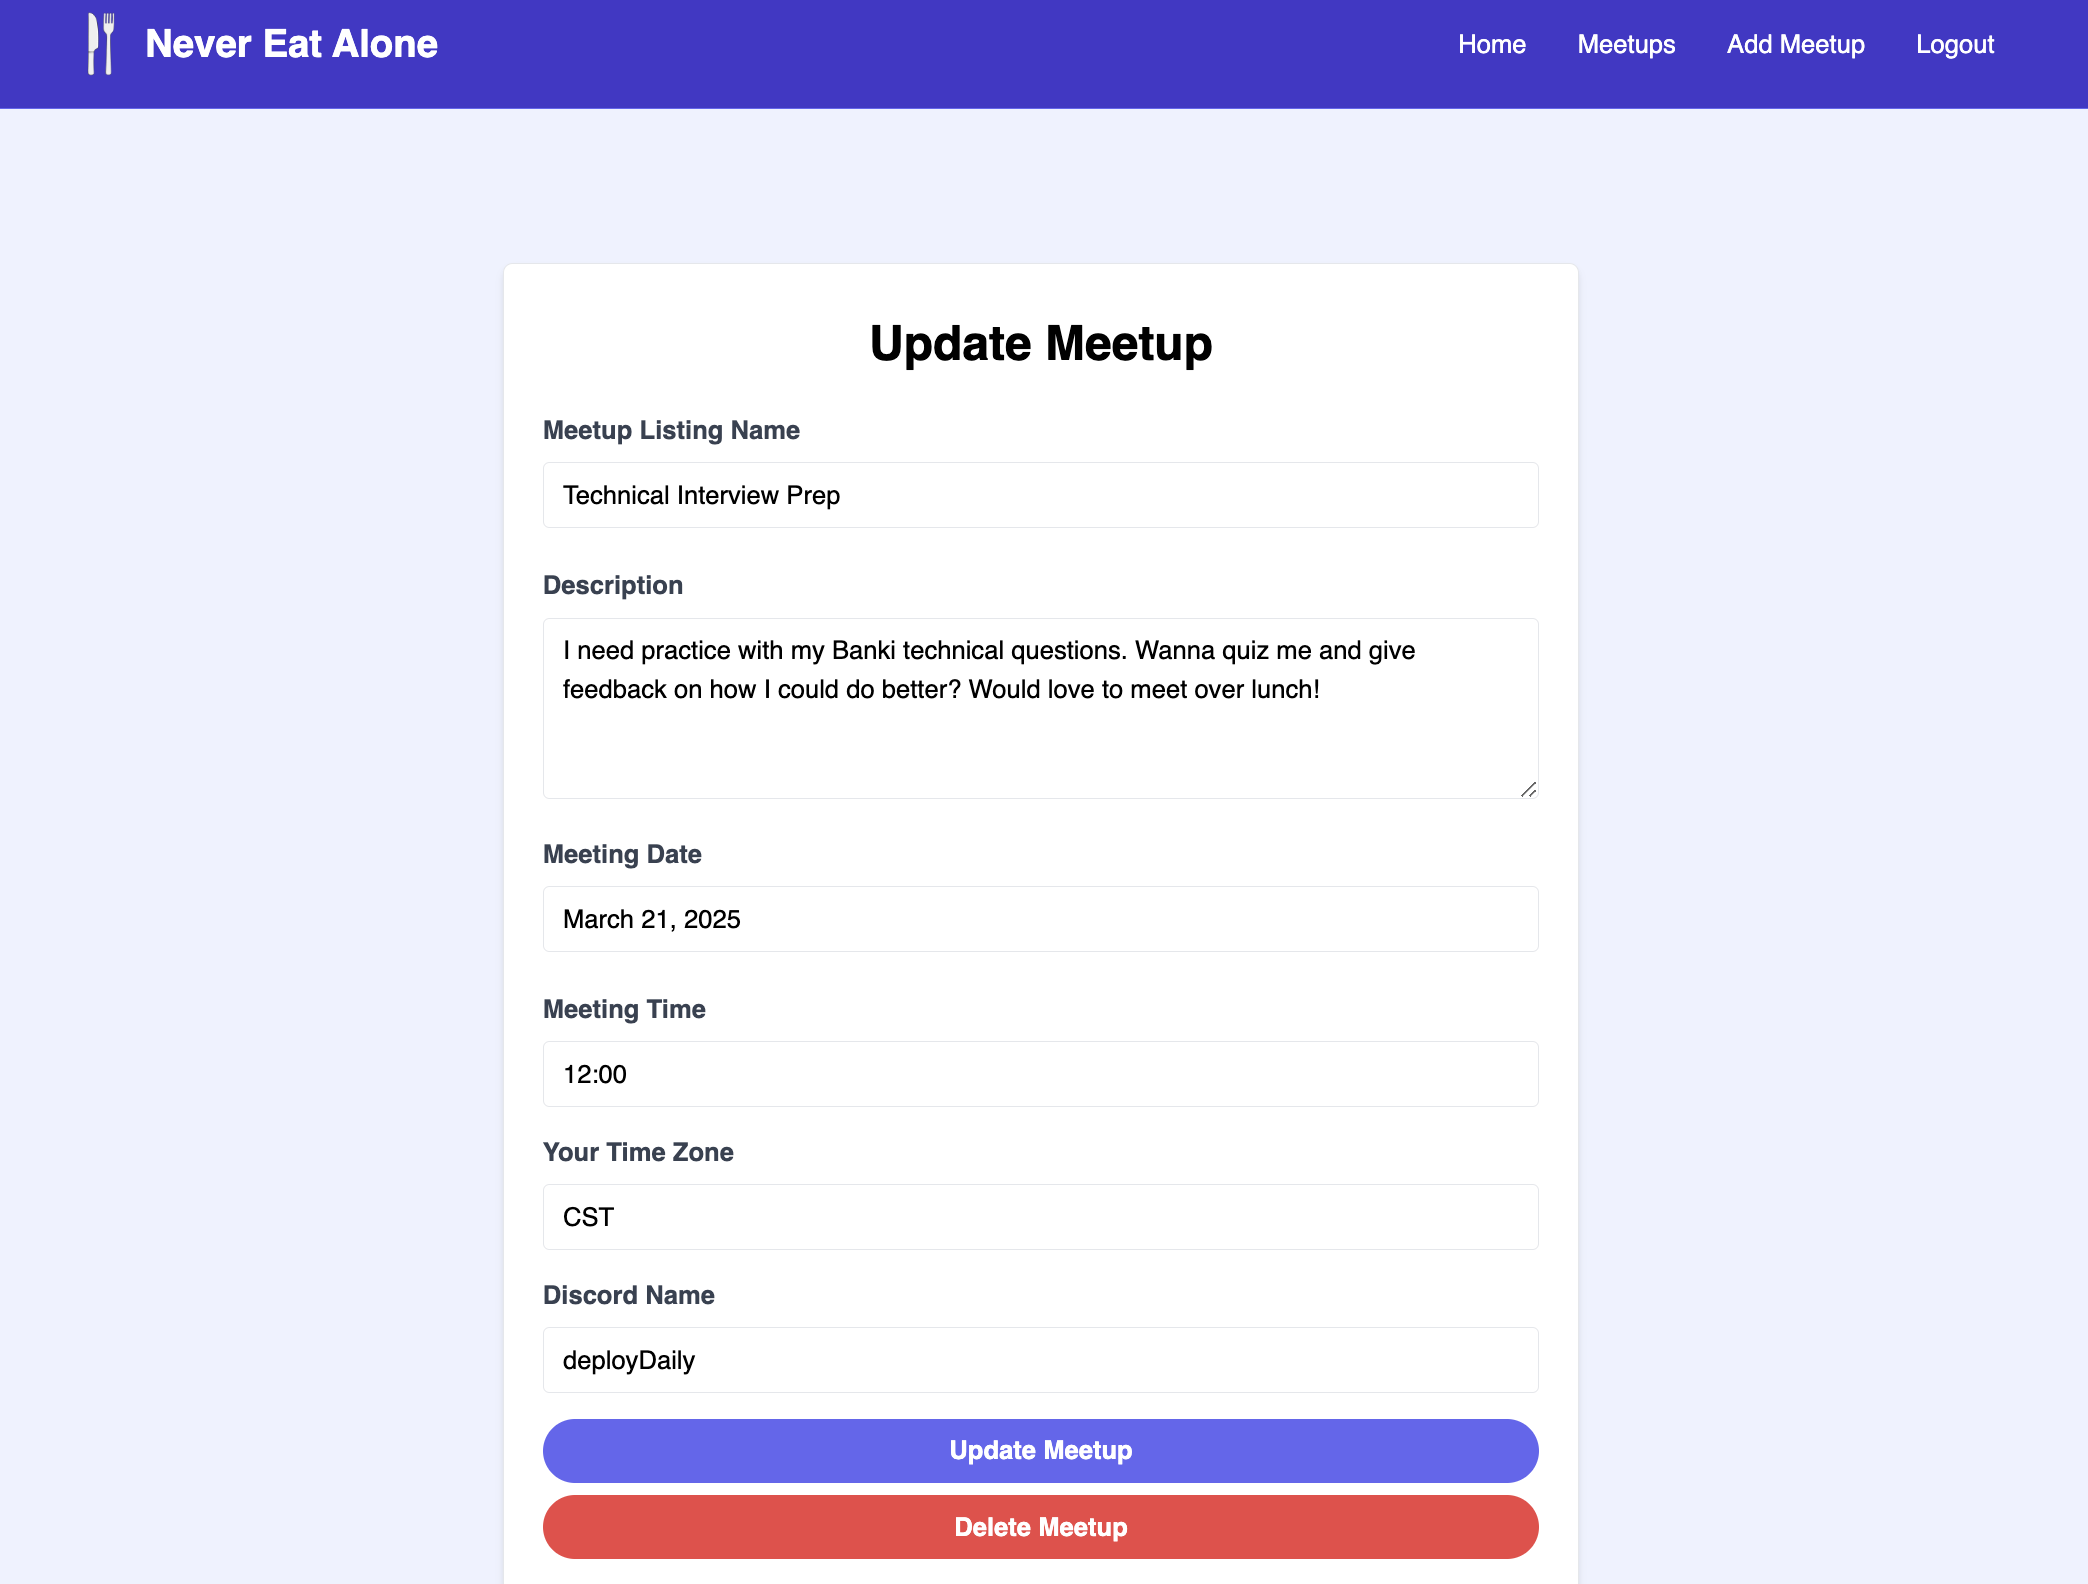 Never Eat Alone
Home
Meetups
Add Meetup
Logout
Update Meetup
Meetup Listing Name
Technical Interview Prep
Description
I need practice with my Banki technical questions. Wanna quiz me and give
feedback on how I could do better? Would love to meet over lunch!
Meeting Date
March 21, 2025
Meeting Time
12:00
Your Time Zone
CST
Discord Name
deployDaily
Update Meetup
Delete Meetup